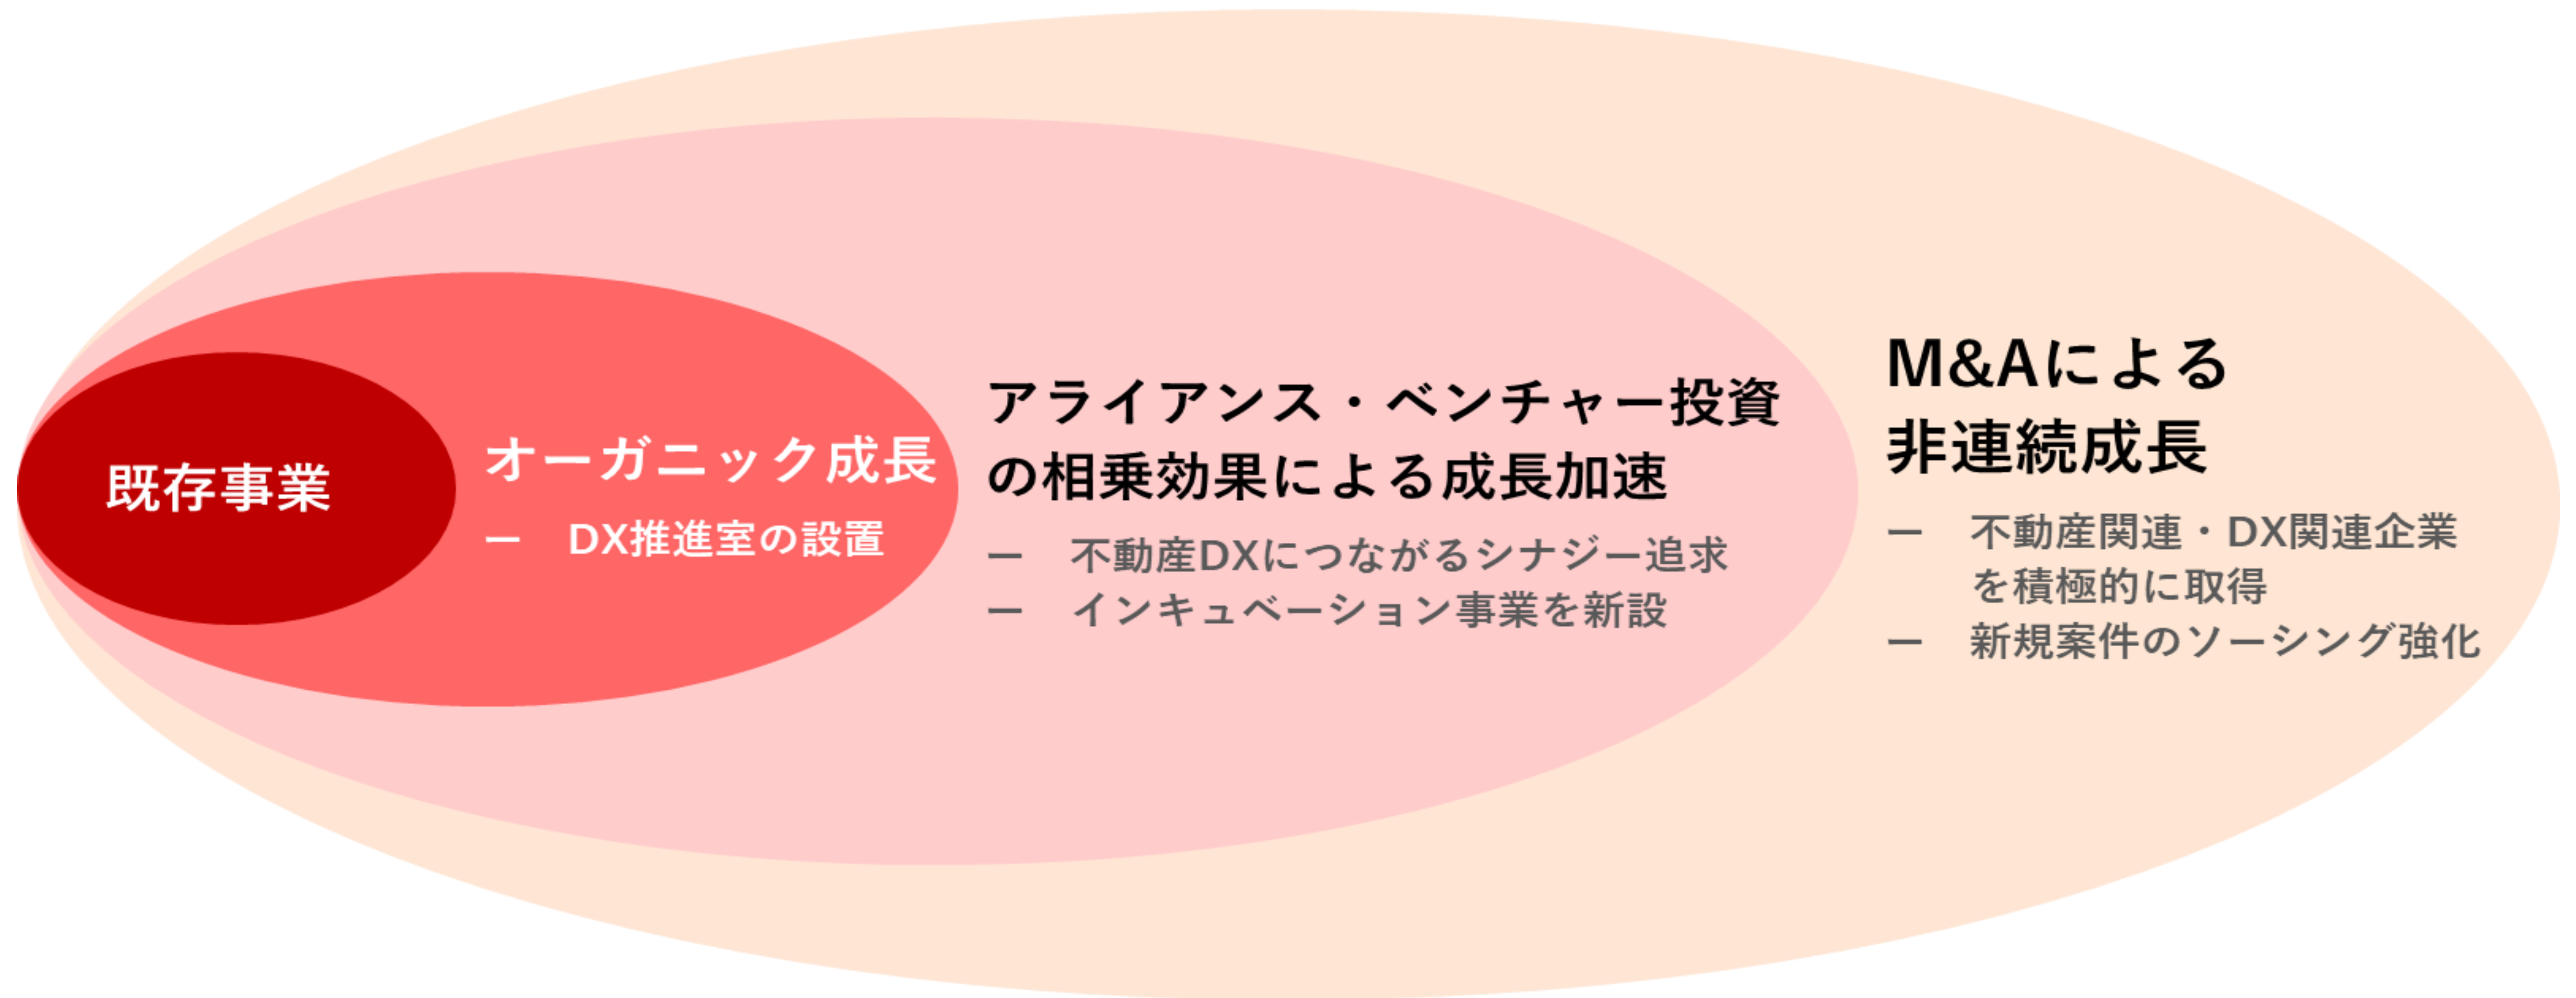 既存事業
オーガニック成長
ー DX推進室の設置
アライアンス・ベンチャー投資
の相乗効果による成長加速
ー 不動産DXにつながるシナジー追求
ー インキュベーション事業を新設
M&Aによる
非連続成長
ー 不動産関連・DX関連企業
を積極的に取得
ー 新規案件のソーシング強化